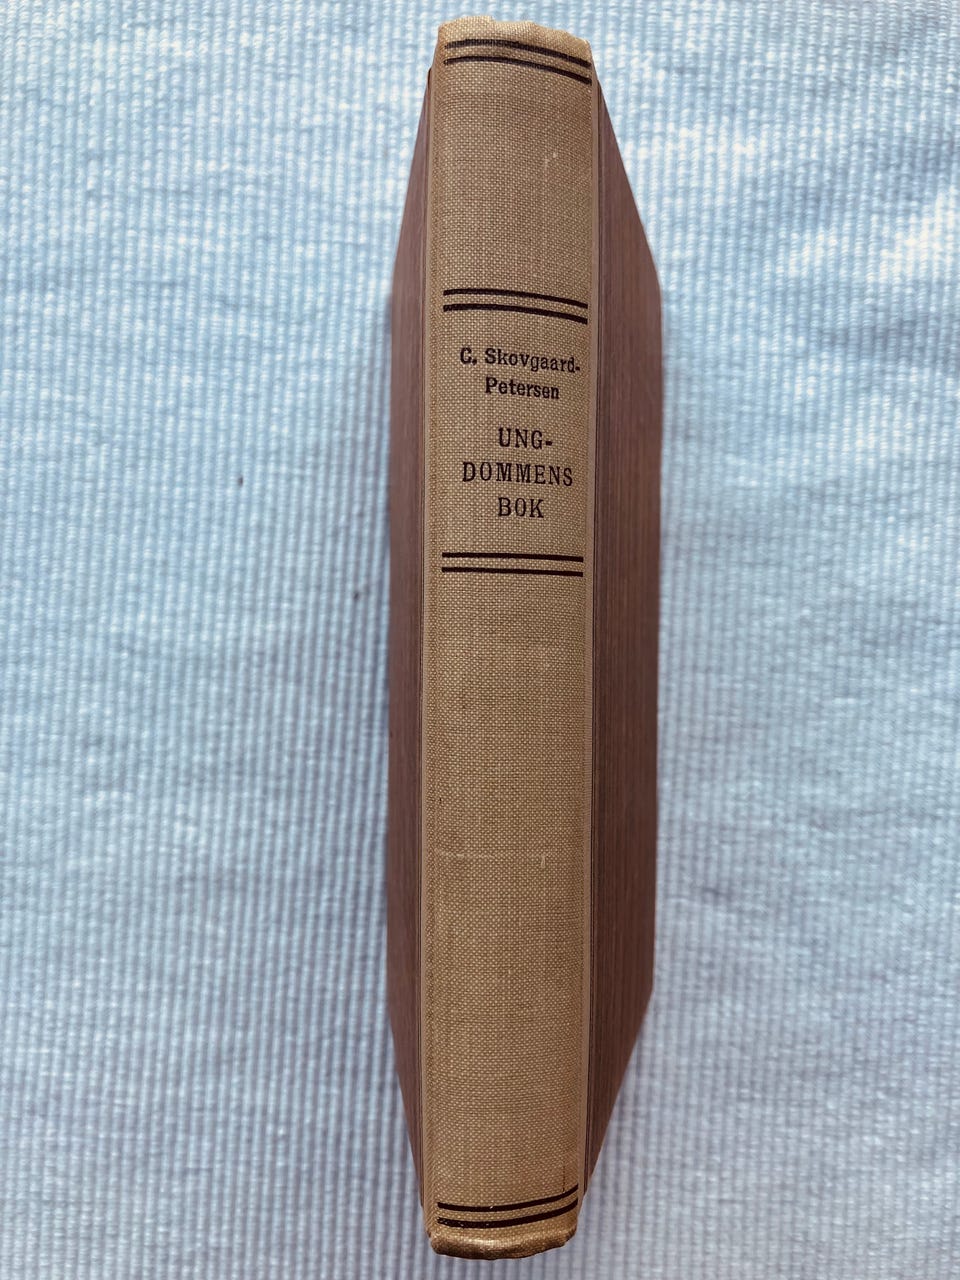 C. Skovgaard-
Petersen
UNG-
DOMMENS
BOK